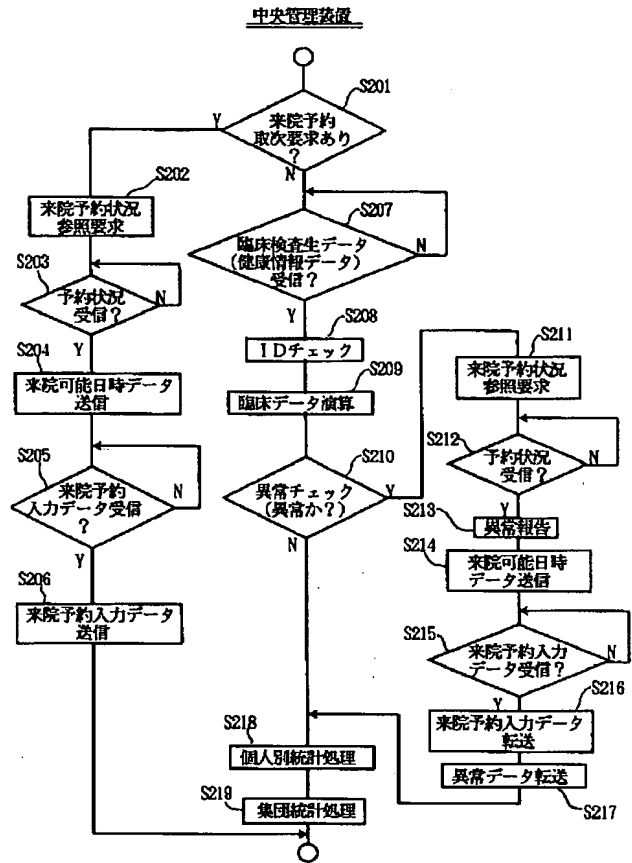 中央管理装置
S201
Y
来院予約
取次要求あり
?
N
S202
来院予約状況
参照要求
S203
予約状況
受信?
N
Y
S204
来院可能日時データ
送信
S205
来院予約
入力データ受信
?
N
Y
S206
来院予約入力データ
送信
S207
臨床検査生データ
(健康情報データ)
受信?
N
Y
S208
IDチェック
S209
臨床データ演算
S210
異常チェック
(異常か?)
Y
N
S211
来院予約状況
参照要求
S212
予約状況
受信?
N
Y
S213
異常報告
S214
来院可能日時
データ送信
S215
来院予約入力
データ受信?
N
Y
S216
来院予約入力データ
転送
異常データ転送
S217
S218
個人別統計処理
S219
集団統計処理